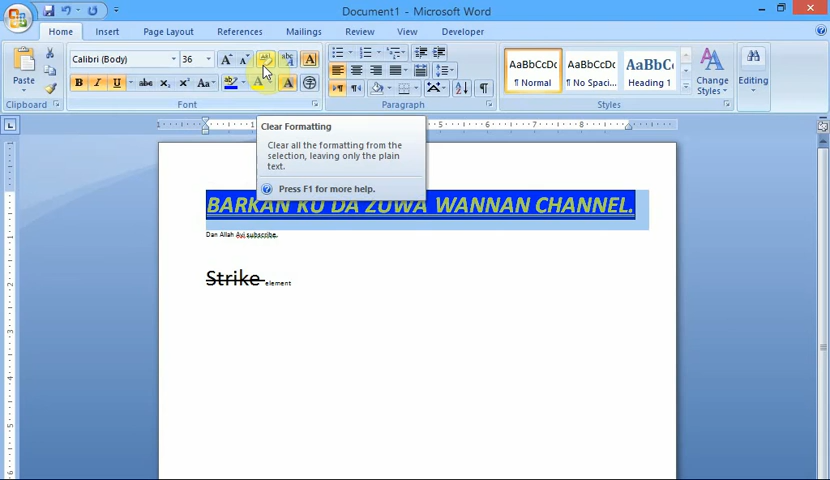 Document1 - Microsoft Word
Home Insert Page Layout References Mailings Review View Developer
Calibri (Body) 36
Paste
Clipboard Font Paragraph Styles
AaBbCcDc AaBbCcDc AaBbC
¶ Normal ¶ No Spaci... Heading 1
Change Styles
Editing
Clear Formatting
Clear all the formatting from the
selection, leaving only the plain
text.
Press F1 for more help.
BARKAN KU DA ZUWA WANNAN CHANNEL.
Dan Allah Ayi subscribe.
Strike element